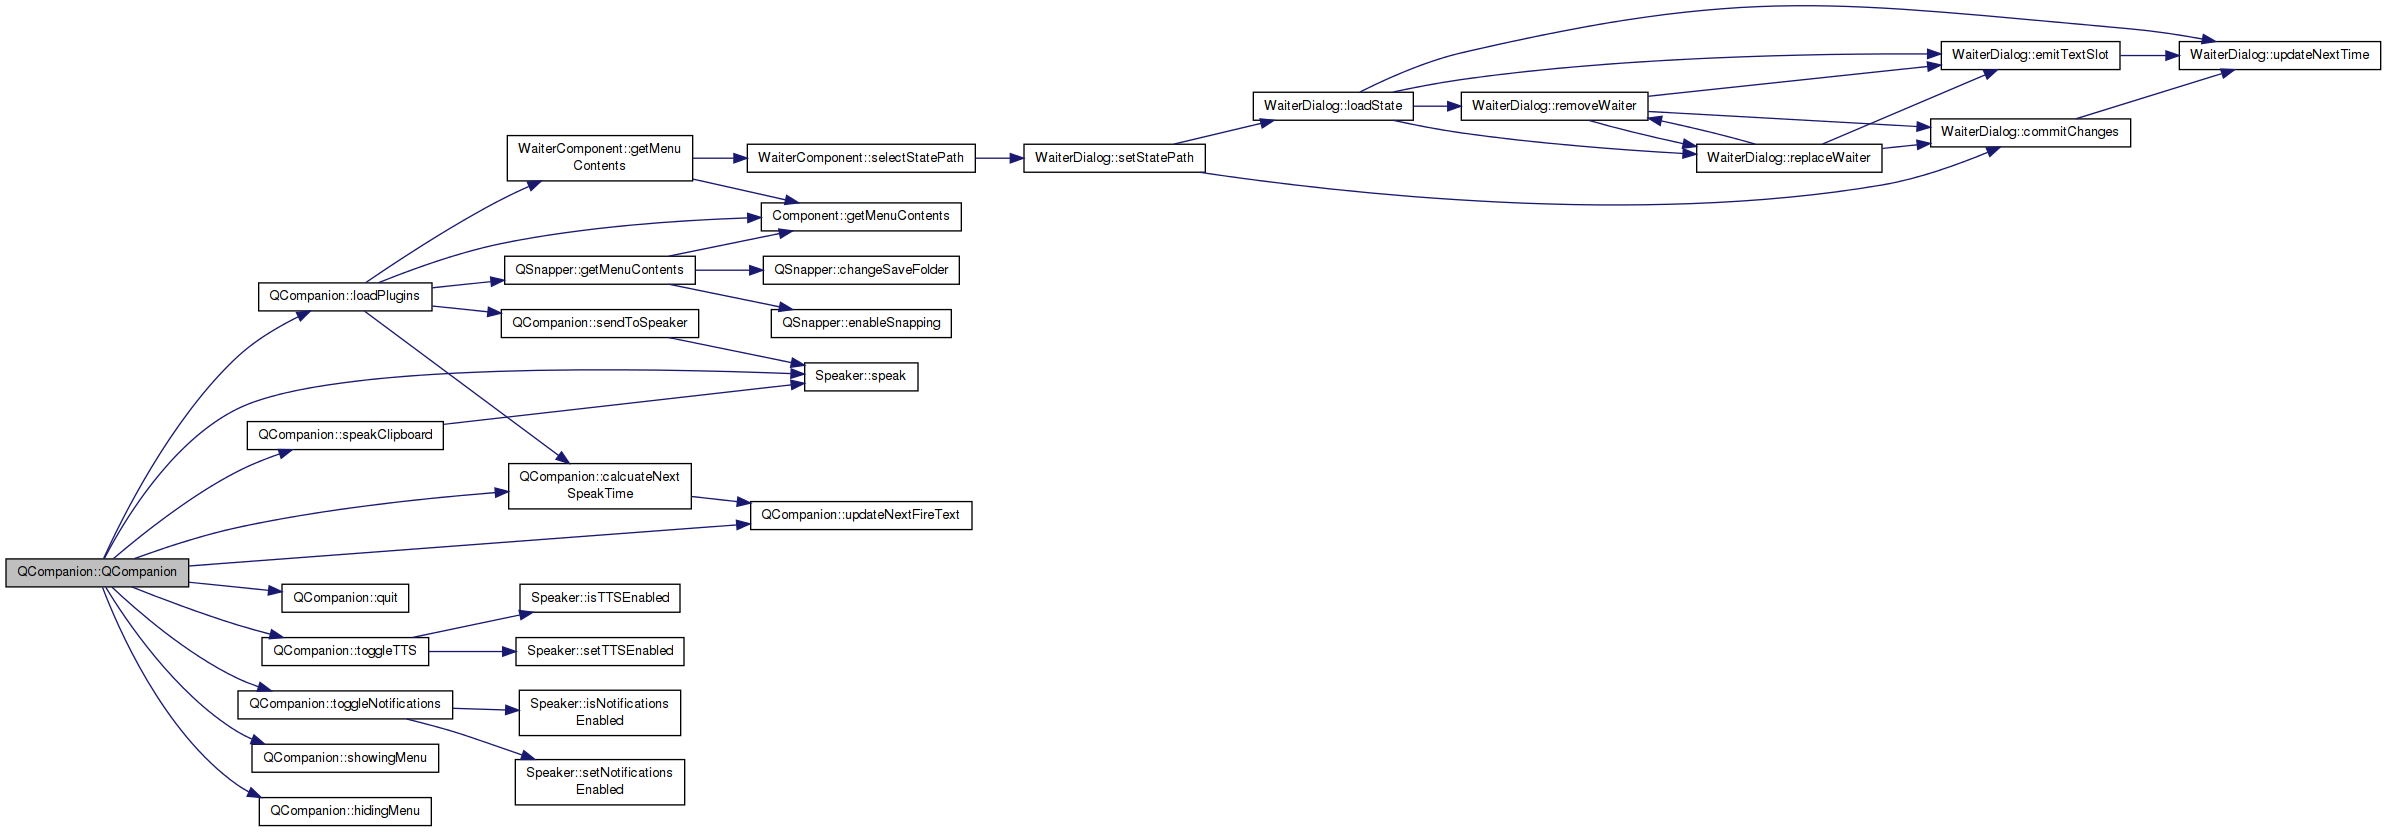 QCompanion::QCompanion
QCompanion::loadPlugins
QCompanion::speakClipboard
QCompanion::quit
QCompanion::toggleTTS
QCompanion::toggleNotifications
QCompanion::showingMenu
QCompanion::hidingMenu
WaiterComponent::getMenu
Contents
QSnapper::getMenuContents
QCompanion::sendToSpeaker
QCompanion::calcuateNext
SpeakTime
Speaker::isTTSEnabled
Speaker::setTTSEnabled
Speaker::isNotifications
Enabled
Speaker::setNotifications
Enabled
WaiterComponent::selectStatePath
Component::getMenuContents
QSnapper::changeSaveFolder
QSnapper::enableSnapping
Speaker::speak
QCompanion::updateNextFireText
WaiterDialog::setStatePath
WaiterDialog::loadState
WaiterDialog::removeWaiter
WaiterDialog::replaceWaiter
WaiterDialog::emitTextSlot
WaiterDialog::commitChanges
WaiterDialog::updateNextTime